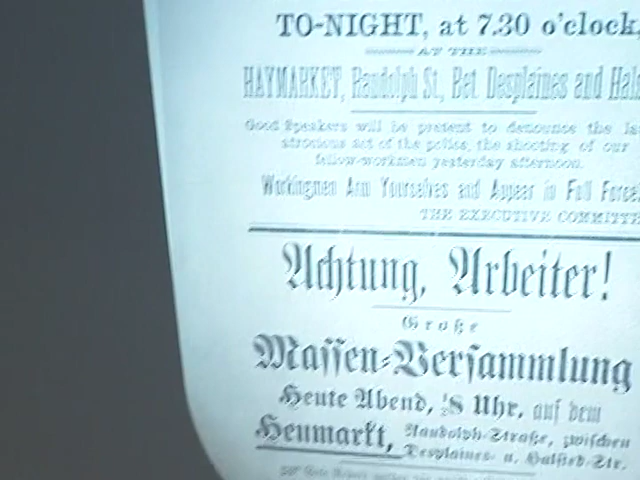 TO-NIGHT, at 7.30 o'clock,
AT THE
HAYMARKET, Randolph St., Bet. Desplaines and Hals
Good Speakers will be present to denounce the la
atrocious act of the police, the shooting of our
fellow-workmen yesterday afternoon.
Workingmen Arm Yourselves and Appear in Full Force!
THE EXECUTIVE COMMITTE
Achtung, Arbeiter!
Große
Massen-Versammlung
Heute Abend, ½8 Uhr, auf dem
Heumarkt, Randolph-Straße, zwischen
Desplaines- u. Halsted-Str.